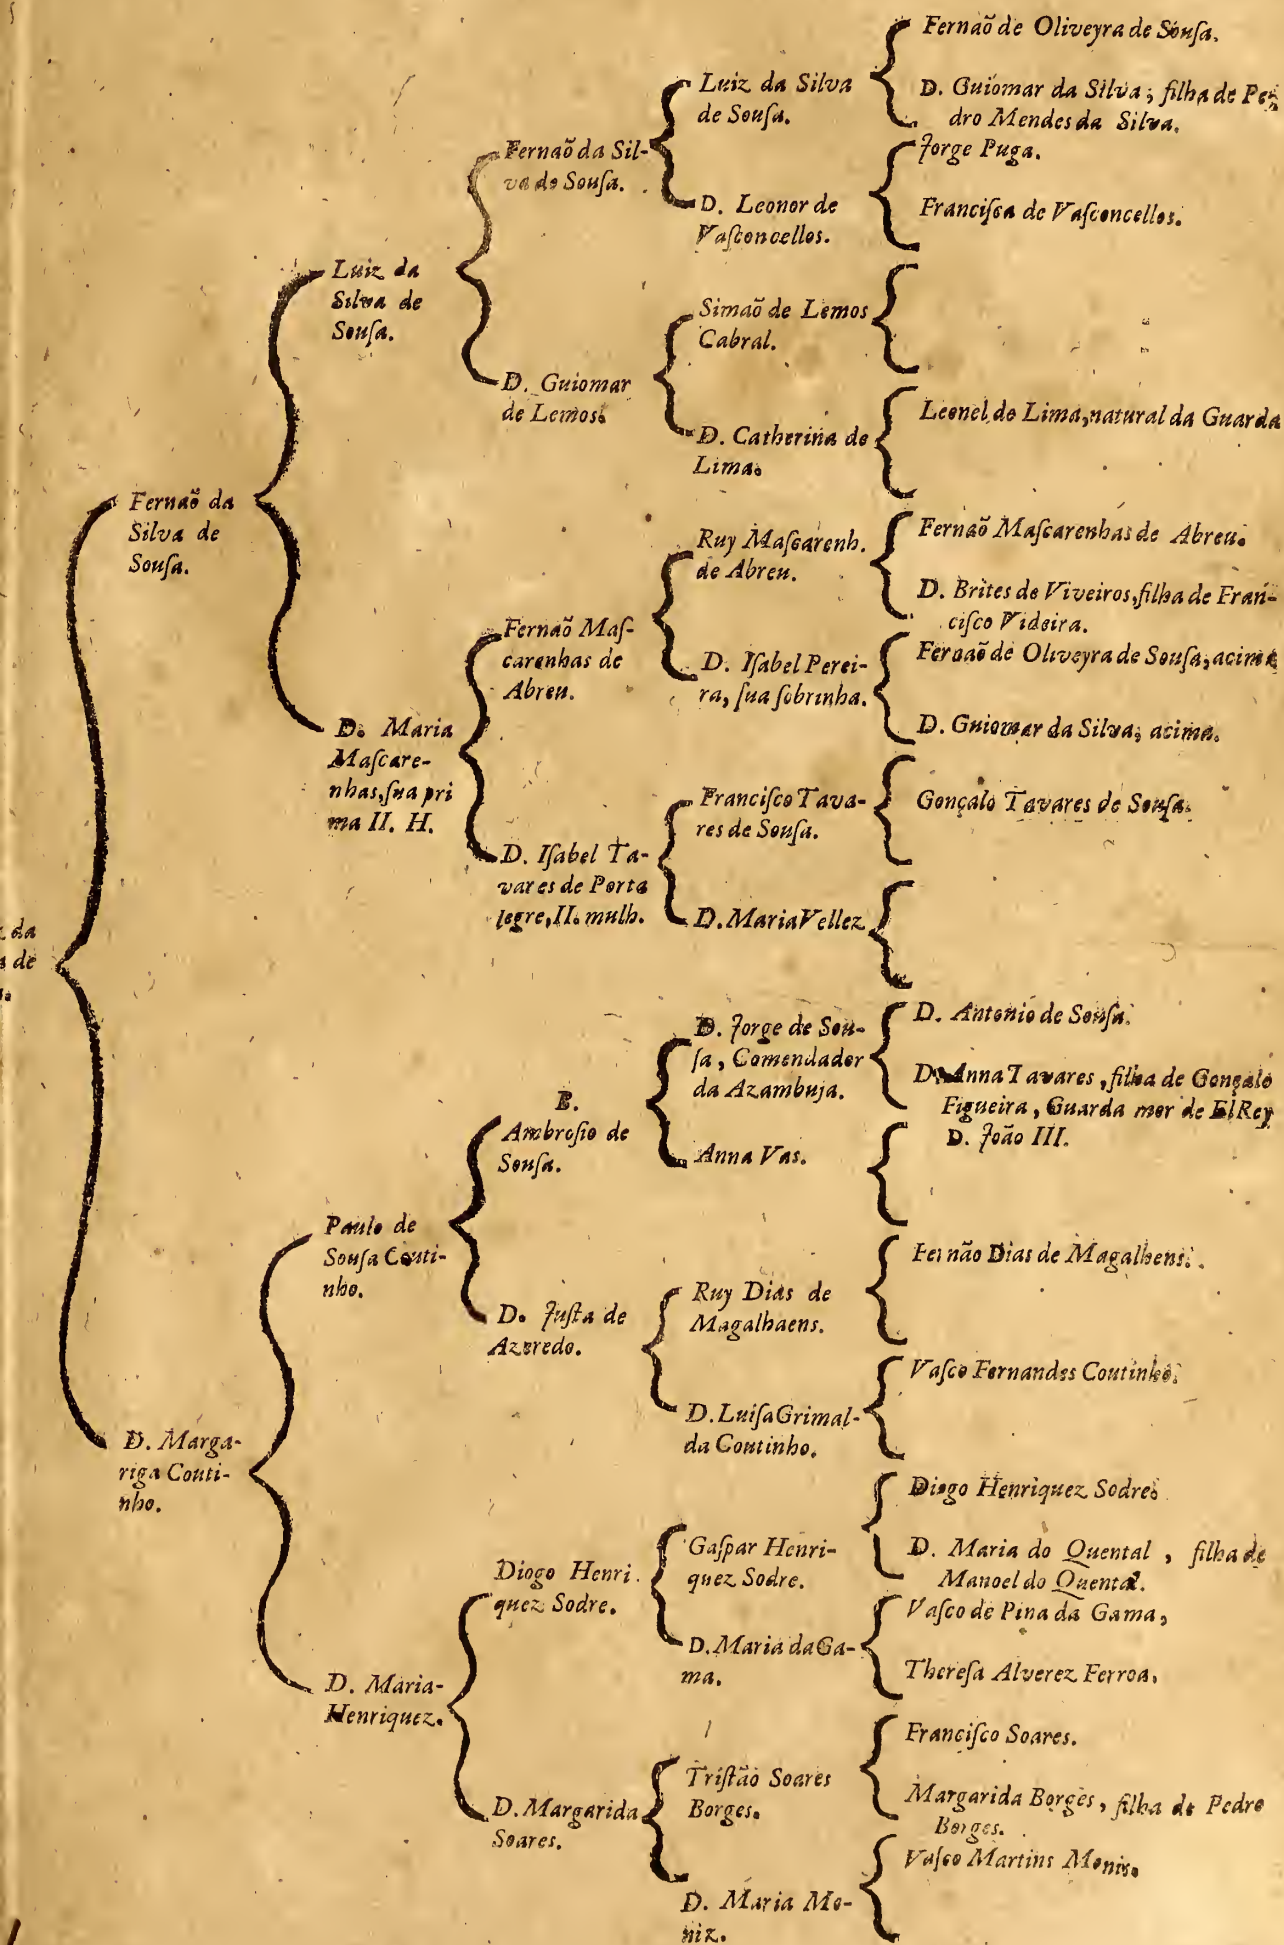 da
de
Fernaõ da
Silva de
Souſa.
D. Marga-
riga Couti-
nho.
Luiz da
Silva de
Souſa.
D. Maria
Maſcare-
nhas, ſua pri
ma II. H.
Paulo de
Souſa Couti-
nho.
D. Maria-
Henriquez.
Fernaõ da Sil-
va de Souſa.
D. Guiomar
de Lemos.
Fernaõ Maſ-
carenhas de
Abreu.
D. Iſabel Ta-
vares de Porta
legre, II. mulh.
B.
Ambroſio de
Souſa.
D. Juſta de
Azeredo.
Diogo Henri
quez Sodre.
D. Margarida
Soares.
Luiz da Silva
de Souſa.
D. Leonor de
Vaſconcellos.
Simaõ de Lemos
Cabral.
D. Catherina de
Lima.
Ruy Maſcarenh.
de Abreu.
D. Iſabel Perei-
ra, ſua ſobrinha.
Franciſco Tava-
res de Souſa.
D. Maria Vellez
D. Jorge de Sou-
ſa, Comendador
da Azambuja.
Anna Vas.
Ruy Dias de
Magalhaens.
D. Luiſa Grimal-
da Coutinho.
Gaſpar Henri-
quez Sodre.
D. Maria da Ga-
ma.
Triſtão Soares
Borges.
D. Maria Mo-
niz.
Fernaõ de Oliveyra de Souſa.
D. Guiomar da Silva; filha de Pe-
dro Mendes da Silva.
Jorge Puga.
Franciſca de Vaſconcellos.
Leonel de Lima, natural da Guarda
Fernaõ Maſcarenhas de Abreu.
D. Brites de Viveiros, filha de Fran-
ciſco Videira.
Fernaõ de Oliveyra de Souſa, acima
D. Guiomar da Silva, acima.
Gonçalo Tavares de Souſa.
D. Antonio de Souſa.
D. Anna Tavares, filha de Gonçalo
Figueira, Guarda mor de ElRey
D. João III.
Fernão Dias de Magalhens.
Vaſco Fernandes Coutinho.
Diogo Henriquez Sodre.
D. Maria do Quental, filha de
Manoel do Quental.
Vaſco de Pina da Gama,
Thereſa Alverez Ferroa.
Franciſco Soares.
Margarida Borges, filha de Pedro
Borges.
Vaſco Martins Monis.